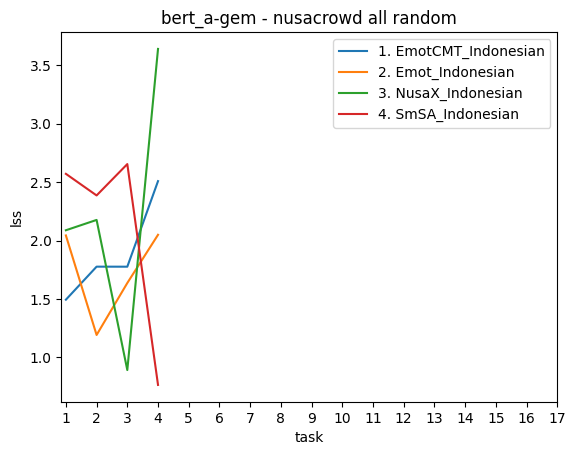 bert_a-gem - nusacrowd all random
1. EmotCMT_Indonesian
2. Emot_Indonesian
3. NusaX_Indonesian
4. SmSA_Indonesian
lss
3.5
3.0
2.5
2.0
1.5
1.0
1 2 3 4 5 6 7 8 9 10 11 12 13 14 15 16 17
task